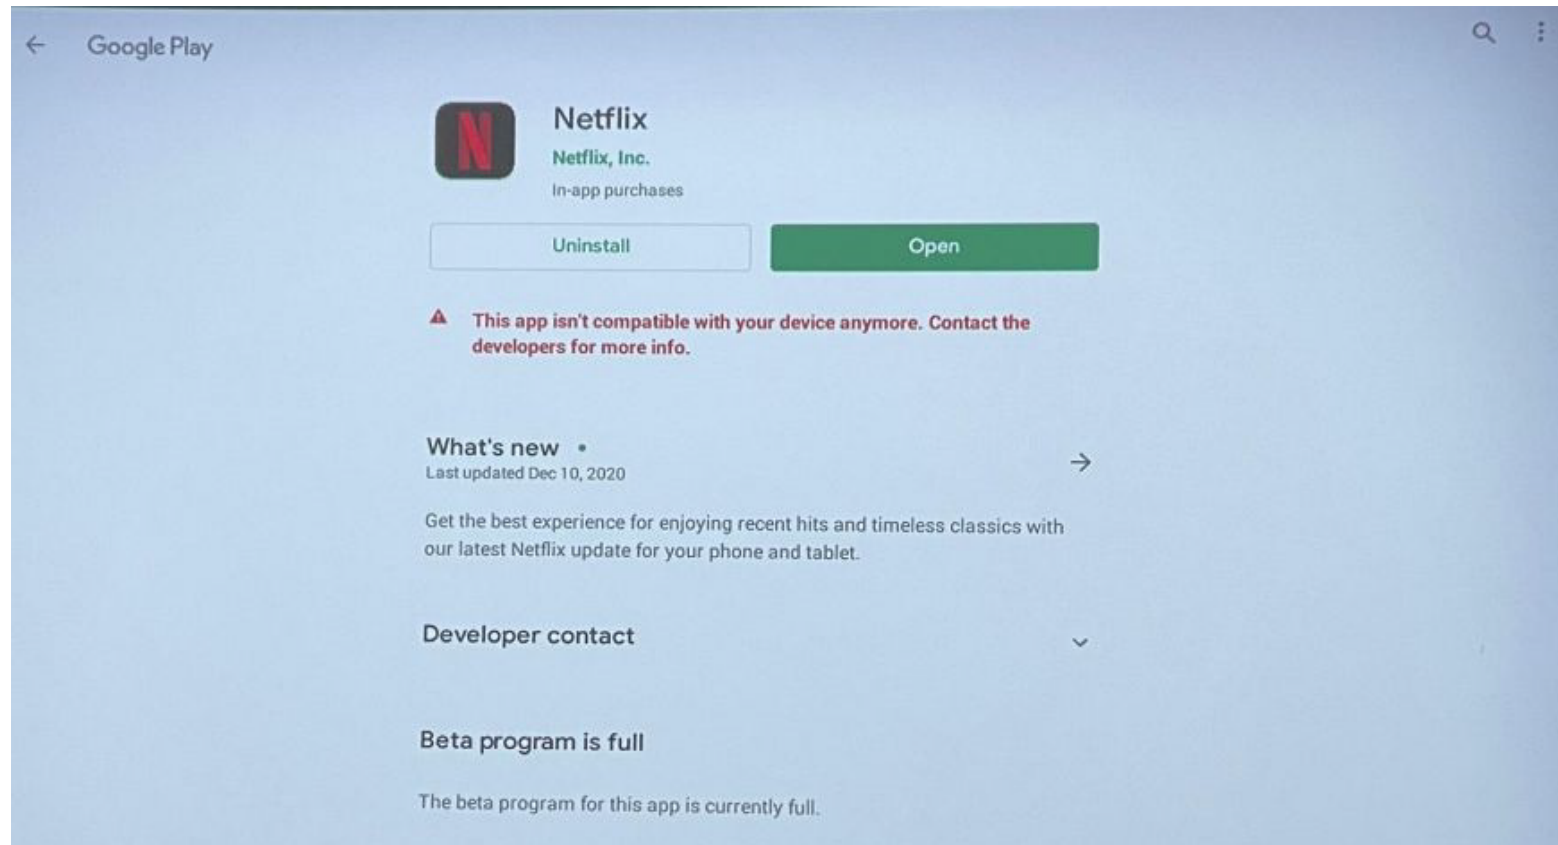 Google Play
N
Netflix
Netflix, Inc.
In-app purchases
Uninstall
Open
This app isn't compatible with your device anymore. Contact the
developers for more info.
What's new •
Last updated Dec 10, 2020
Get the best experience for enjoying recent hits and timeless classics with
our latest Netflix update for your phone and tablet.
Developer contact
Beta program is full
The beta program for this app is currently full.